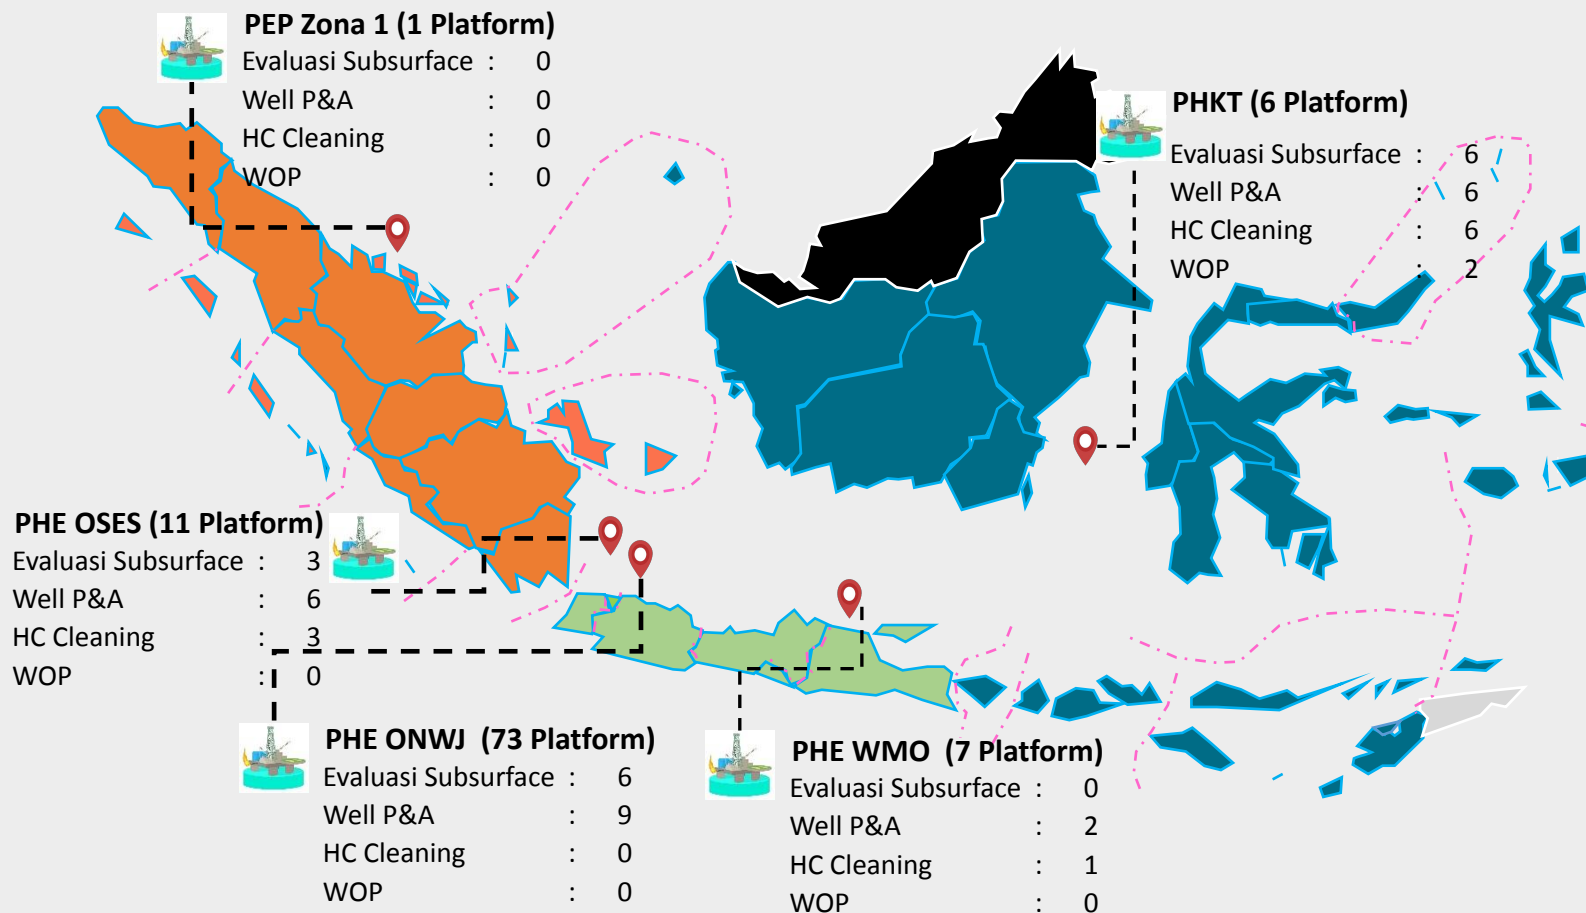 PEP Zona 1 (1 Platform)
Evaluasi Subsurface : 0
Well P&A : 0
HC Cleaning : 0
WOP : 0
PHKT (6 Platform)
Evaluasi Subsurface : 6
Well P&A : 6
HC Cleaning : 6
WOP : 2
PHE OSES (11 Platform)
Evaluasi Subsurface : 3
Well P&A : 6
HC Cleaning : 3
WOP : 0
PHE ONWJ (73 Platform)
Evaluasi Subsurface : 6
Well P&A : 9
HC Cleaning : 0
WOP : 0
PHE WMO (7 Platform)
Evaluasi Subsurface : 0
Well P&A : 2
HC Cleaning : 1
WOP : 0